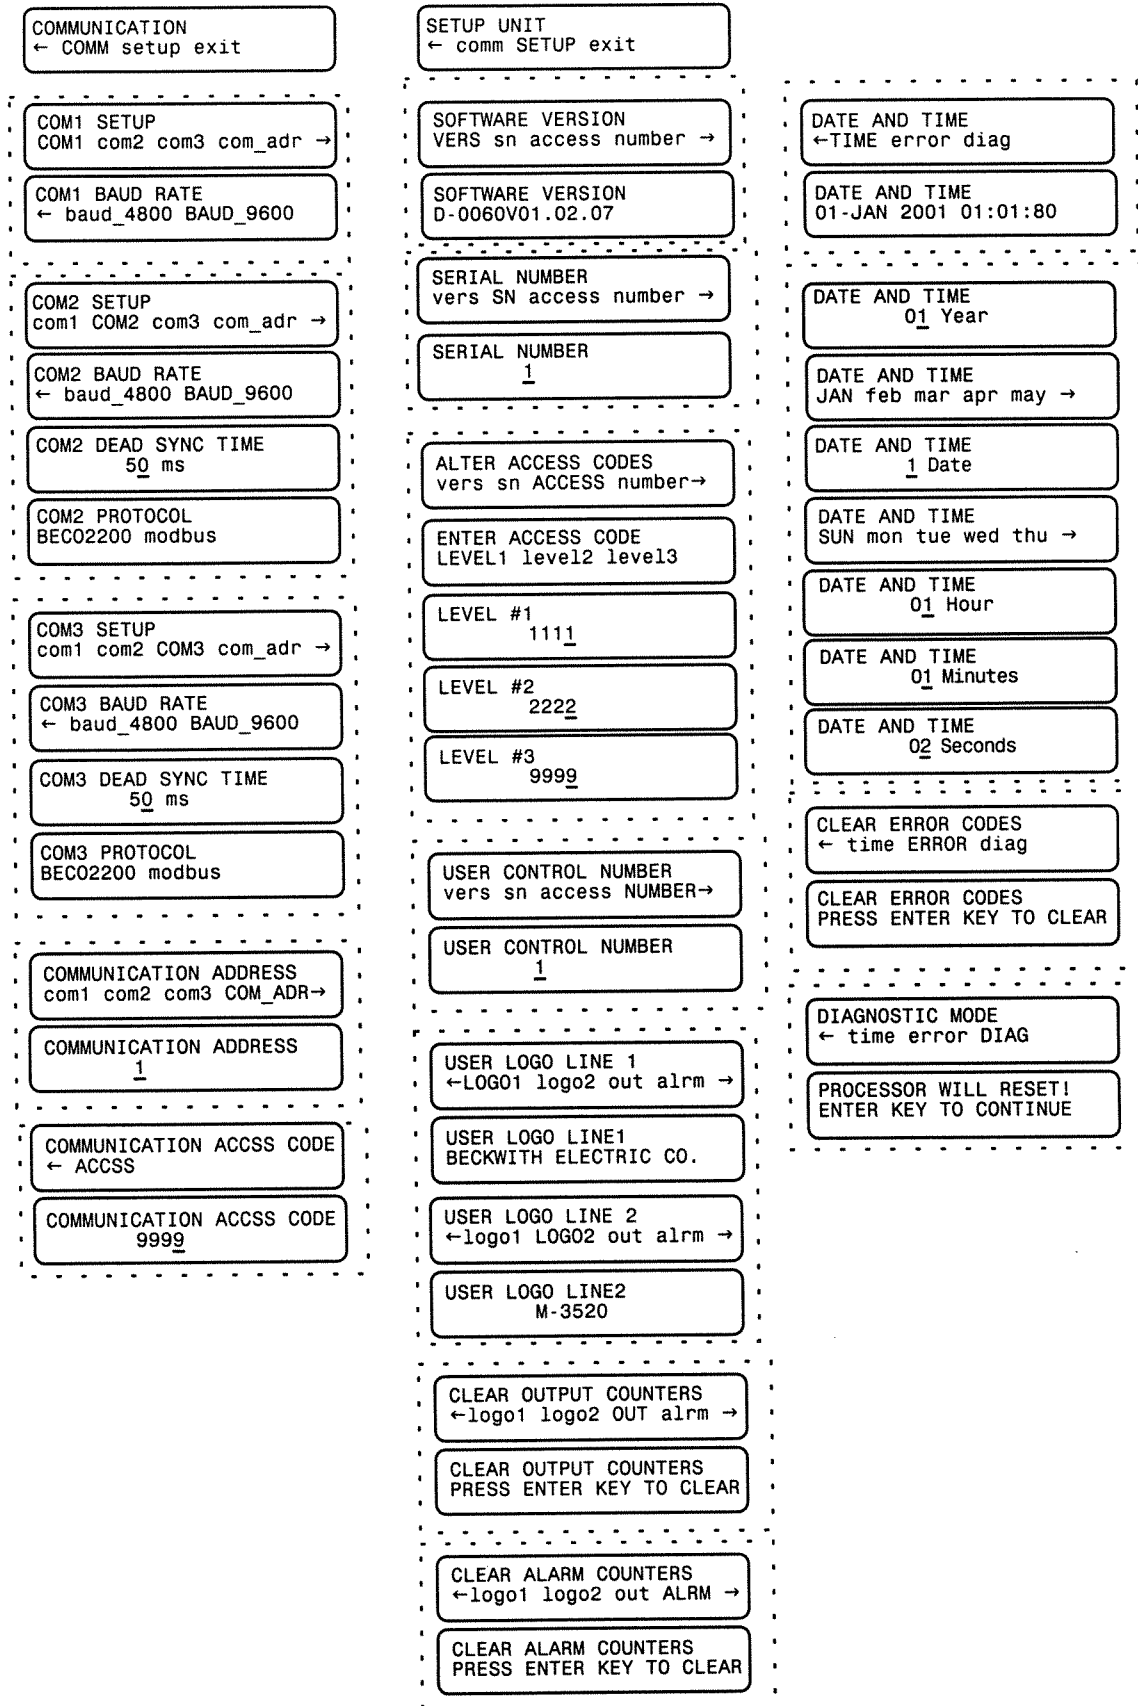 COMMUNICATION
← COMM setup exit
COM1 SETUP
COM1 com2 com3 com_adr →
COM1 BAUD RATE
← baud_4800 BAUD_9600
COM2 SETUP
com1 COM2 com3 com_adr →
COM2 BAUD RATE
← baud_4800 BAUD_9600
COM2 DEAD SYNC TIME
50 ms
COM2 PROTOCOL
BECO2200 modbus
COM3 SETUP
com1 com2 COM3 com_adr →
COM3 BAUD RATE
← baud_4800 BAUD_9600
COM3 DEAD SYNC TIME
50 ms
COM3 PROTOCOL
BECO2200 modbus
COMMUNICATION ADDRESS
com1 com2 com3 COM_ADR→
COMMUNICATION ADDRESS
1
COMMUNICATION ACCSS CODE
← ACCSS
COMMUNICATION ACCSS CODE
9999
SETUP UNIT
← comm SETUP exit
SOFTWARE VERSION
VERS sn access number →
SOFTWARE VERSION
D-0060V01.02.07
SERIAL NUMBER
vers SN access number →
SERIAL NUMBER
1
ALTER ACCESS CODES
vers sn ACCESS number→
ENTER ACCESS CODE
LEVEL1 level2 level3
LEVEL #1
1111
LEVEL #2
2222
LEVEL #3
9999
USER CONTROL NUMBER
vers sn access NUMBER→
USER CONTROL NUMBER
1
USER LOGO LINE 1
←LOGO1 logo2 out alrm →
USER LOGO LINE1
BECKWITH ELECTRIC CO.
USER LOGO LINE 2
←logo1 LOGO2 out alrm →
USER LOGO LINE2
M-3520
CLEAR OUTPUT COUNTERS
←logo1 logo2 OUT alrm →
CLEAR OUTPUT COUNTERS
PRESS ENTER KEY TO CLEAR
CLEAR ALARM COUNTERS
←logo1 logo2 out ALRM →
CLEAR ALARM COUNTERS
PRESS ENTER KEY TO CLEAR
DATE AND TIME
←TIME error diag
DATE AND TIME
01-JAN 2001 01:01:80
DATE AND TIME
01 Year
DATE AND TIME
JAN feb mar apr may →
DATE AND TIME
1 Date
DATE AND TIME
SUN mon tue wed thu →
DATE AND TIME
01 Hour
DATE AND TIME
01 Minutes
DATE AND TIME
02 Seconds
CLEAR ERROR CODES
← time ERROR diag
CLEAR ERROR CODES
PRESS ENTER KEY TO CLEAR
DIAGNOSTIC MODE
← time error DIAG
PROCESSOR WILL RESET!
ENTER KEY TO CONTINUE